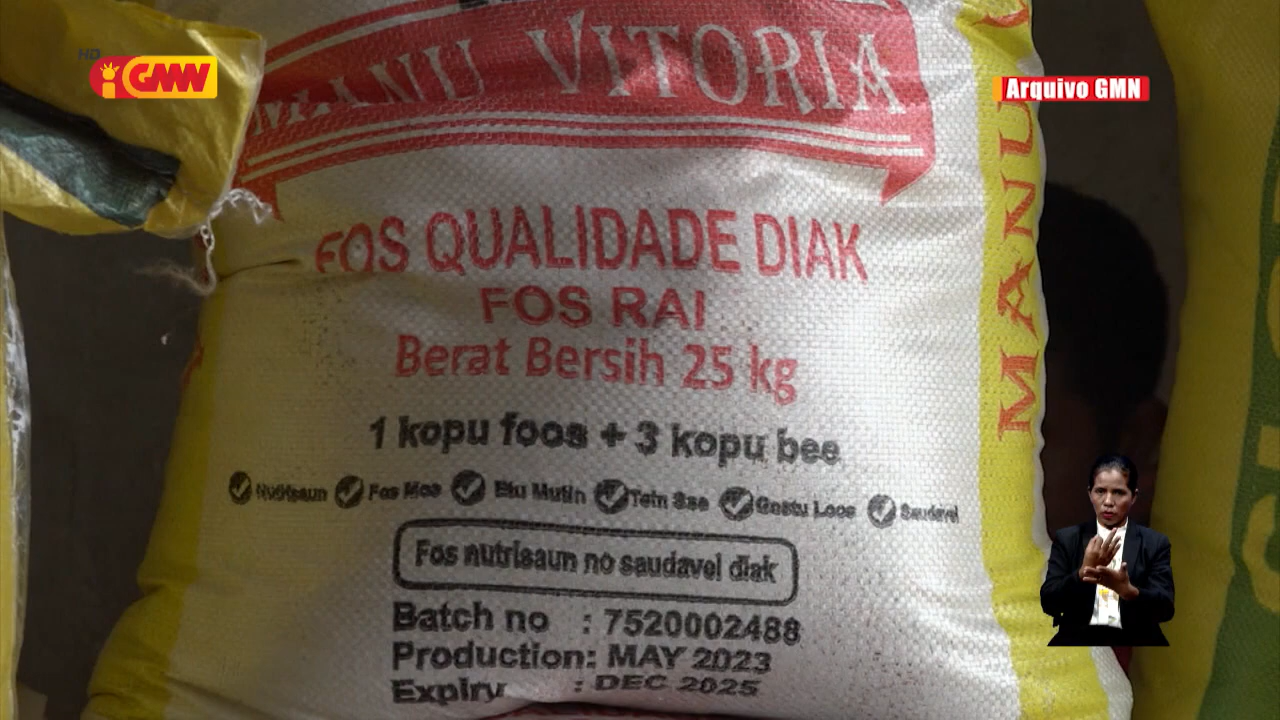 HD
GMN
Arquivo GMN
MANU VITORIA
FOS QUALIDADE DIAK
FOS RAI
Berat Bersih 25 kg
1 kopu foos + 3 kopu bee
Nutrisaun Fos Mos Etu Mutin Tein Sae Gostu Loos Saudavel
Fos nutrisaun no saudavel diak
Batch no : 7520002488
Production: MAY 2023
Expiry : DEC 2025
MANU